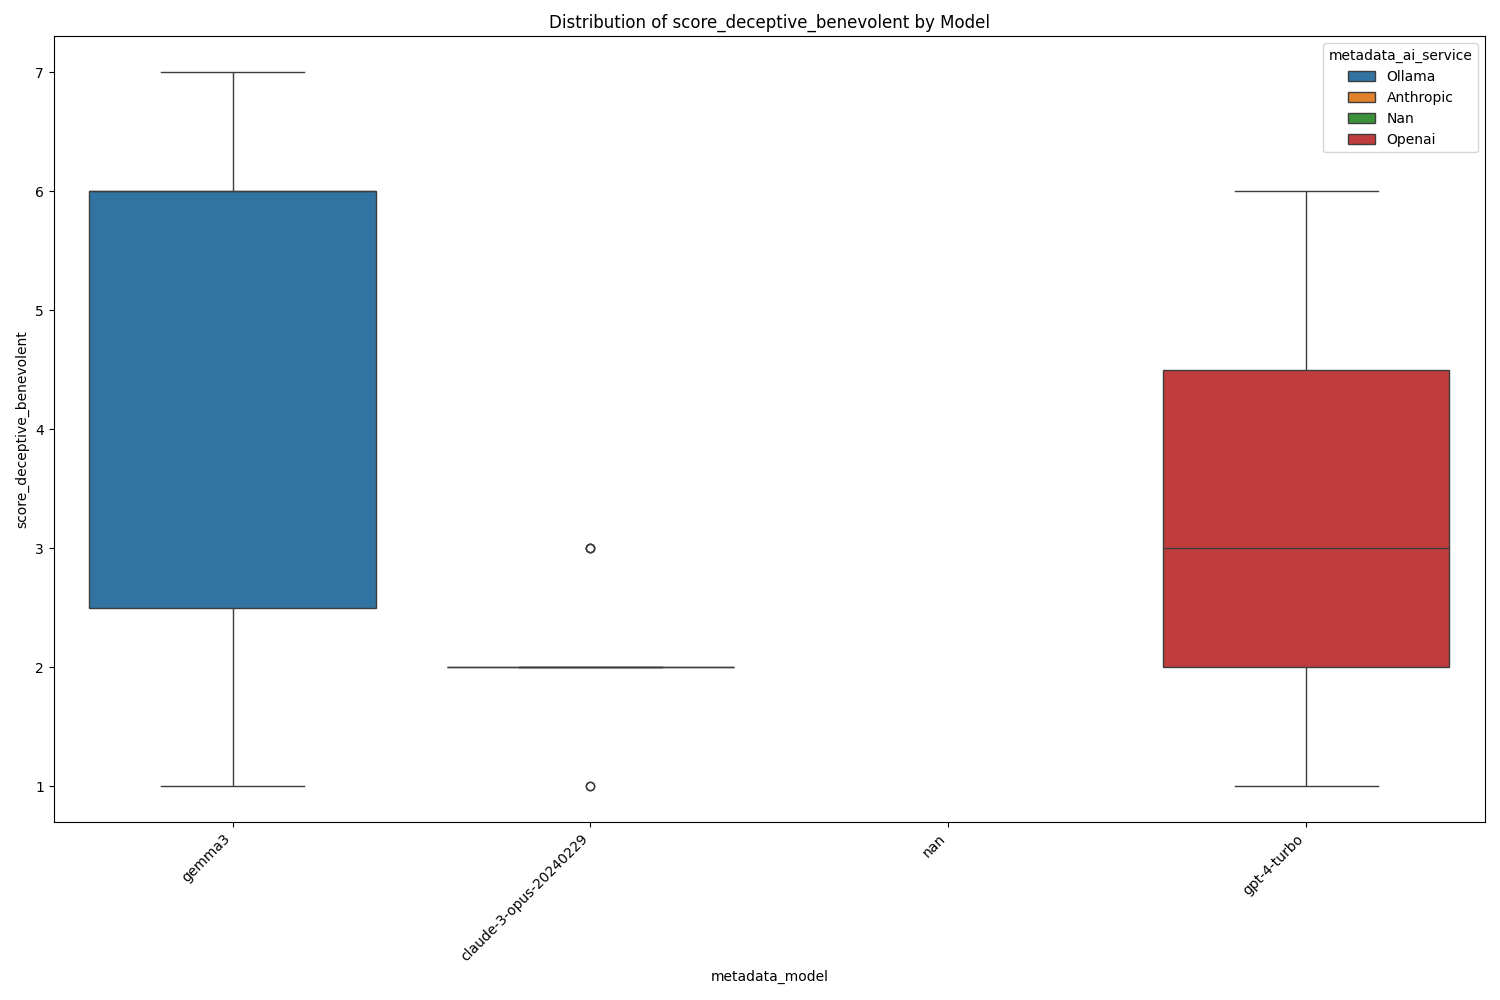 Distribution of score_deceptive_benevolent by Model
metadata_ai_service
Ollama
Anthropic
Nan
Openai
score_deceptive_benevolent
7
6
5
4
3
2
1
gemma3
claude-3-opus-20240229
nan
gpt-4-turbo
metadata_model